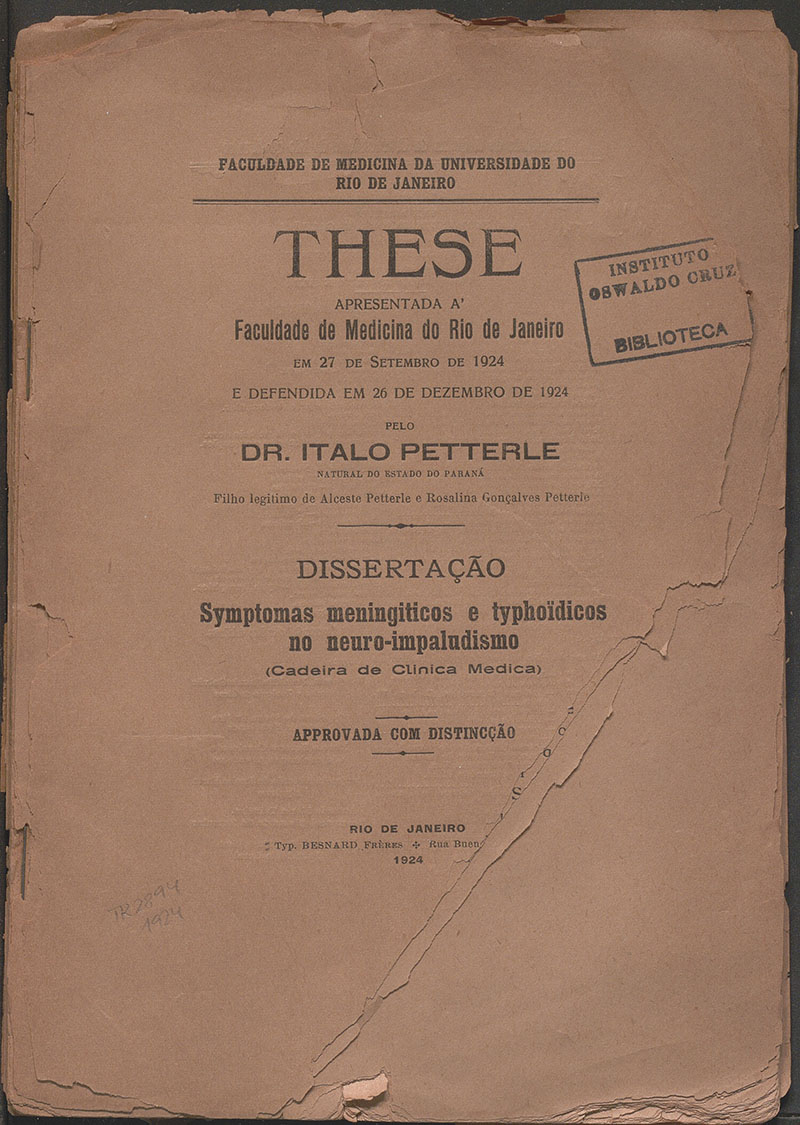 FACULDADE DE MEDICINA DA UNIVERSIDADE DO
RIO DE JANEIRO
THESE
APRESENTADA A'
Faculdade de Medicina do Rio de Janeiro
EM 27 DE SETEMBRO DE 1924
E DEFENDIDA EM 26 DE DEZEMBRO DE 1924
PELO
DR. ITALO PETTERLE
NATURAL DO ESTADO DO PARANÁ
Filho legitimo de Alceste Petterle e Rosalina Gonçalves Petterle
INSTITUTO
OSWALDO CRUZ
BIBLIOTECA
DISSERTAÇÃO
Symptomas meningiticos e typhoïdicos
no neuro-impaludismo
(Cadeira de Clinica Medica)
APPROVADA COM DISTINCÇÃO
RIO DE JANEIRO
Typ. BESNARD FRÈRES ✣ Rua Buen
1924
TK2894
1924